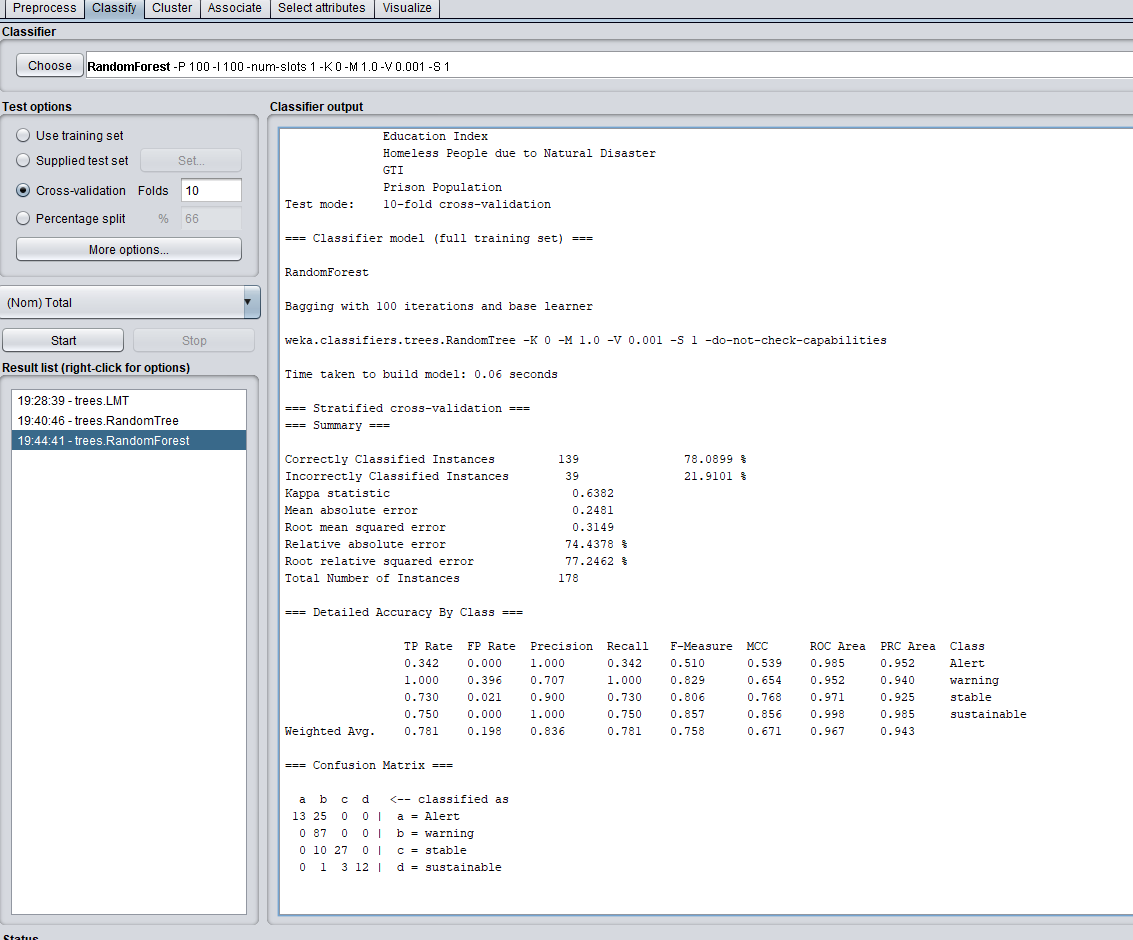 Preprocess Classify Cluster Associate Select attributes Visualize
Classifier
Choose RandomForest -P 100 -I 100 -num-slots 1 -K 0 -M 1.0 -V 0.001 -S 1
Test options
Use training set
Supplied test set Set...
Cross-validation Folds 10
Percentage split % 66
More options...
(Nom) Total
Start Stop
Result list (right-click for options)
19:28:39 - trees.LMT
19:40:46 - trees.RandomTree
19:44:41 - trees.RandomForest
Classifier output
Education Index
Homeless People due to Natural Disaster
GTI
Prison Population
Test mode: 10-fold cross-validation
=== Classifier model (full training set) ===
RandomForest
Bagging with 100 iterations and base learner
weka.classifiers.trees.RandomTree -K 0 -M 1.0 -V 0.001 -S 1 -do-not-check-capabilities
Time taken to build model: 0.06 seconds
=== Stratified cross-validation ===
=== Summary ===
Correctly Classified Instances 139 78.0899 %
Incorrectly Classified Instances 39 21.9101 %
Kappa statistic 0.6382
Mean absolute error 0.2481
Root mean squared error 0.3149
Relative absolute error 74.4378 %
Root relative squared error 77.2462 %
Total Number of Instances 178
=== Detailed Accuracy By Class ===
TP Rate FP Rate Precision Recall F-Measure MCC ROC Area PRC Area Class
0.342 0.000 1.000 0.342 0.510 0.539 0.985 0.952 Alert
1.000 0.396 0.707 1.000 0.829 0.654 0.952 0.940 warning
0.730 0.021 0.900 0.730 0.806 0.768 0.971 0.925 stable
0.750 0.000 1.000 0.750 0.857 0.856 0.998 0.985 sustainable
Weighted Avg. 0.781 0.198 0.836 0.781 0.758 0.671 0.967 0.943
=== Confusion Matrix ===
a b c d <-- classified as
13 25 0 0 | a = Alert
0 87 0 0 | b = warning
0 10 27 0 | c = stable
0 1 3 12 | d = sustainable
Status